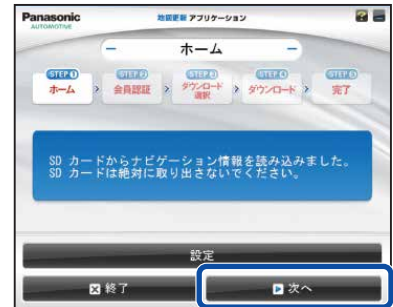 Panasonic
AUTOMOTIVE
地図更新 アプリケーション
?
ホーム
STEP 1
ホーム
STEP 2
会員認証
STEP 3
ダウンロード
選択
STEP 4
ダウンロード
STEP 5
完了
SD カードからナビゲーション情報を読み込みました。
SD カードは絶対に取り出さないでください。
設定
終了
次へ